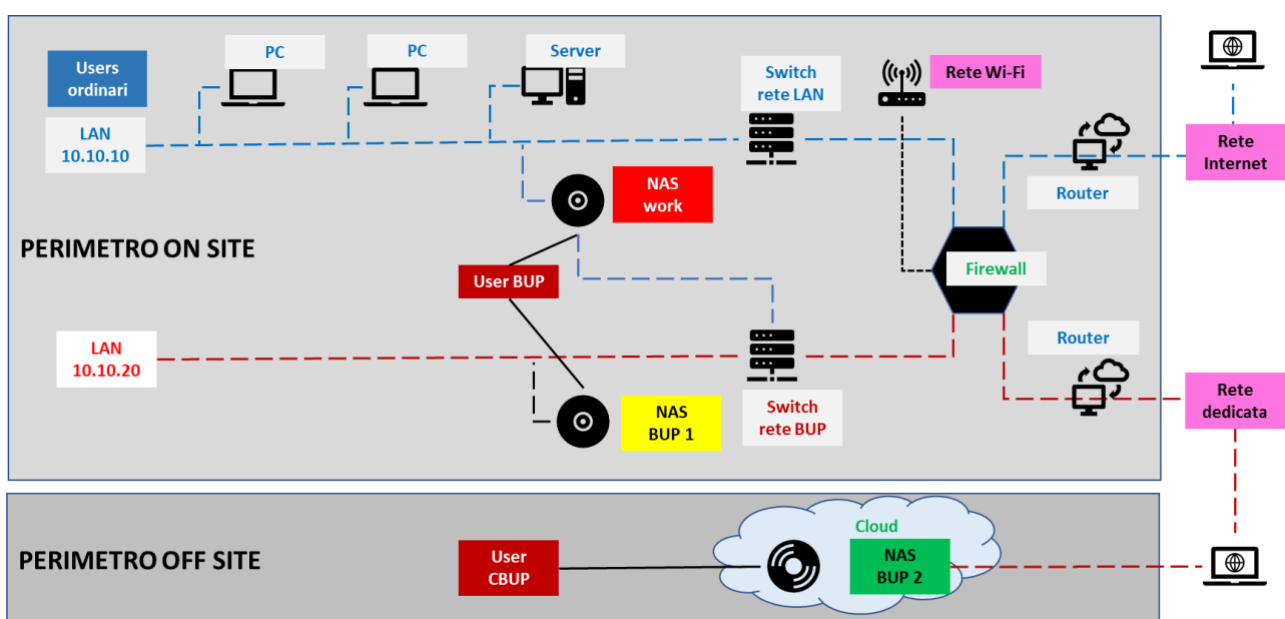 Users
ordinari
PC
PC
Server
Switch
rete LAN
Rete Wi-Fi
LAN
10.10.10
Rete
Internet
Router
NAS
work
PERIMETRO ON SITE
User BUP
Firewall
LAN
10.10.20
Router
NAS
BUP 1
Switch
rete BUP
Rete
dedicata
PERIMETRO OFF SITE
User
CBUP
Cloud
NAS
BUP 2